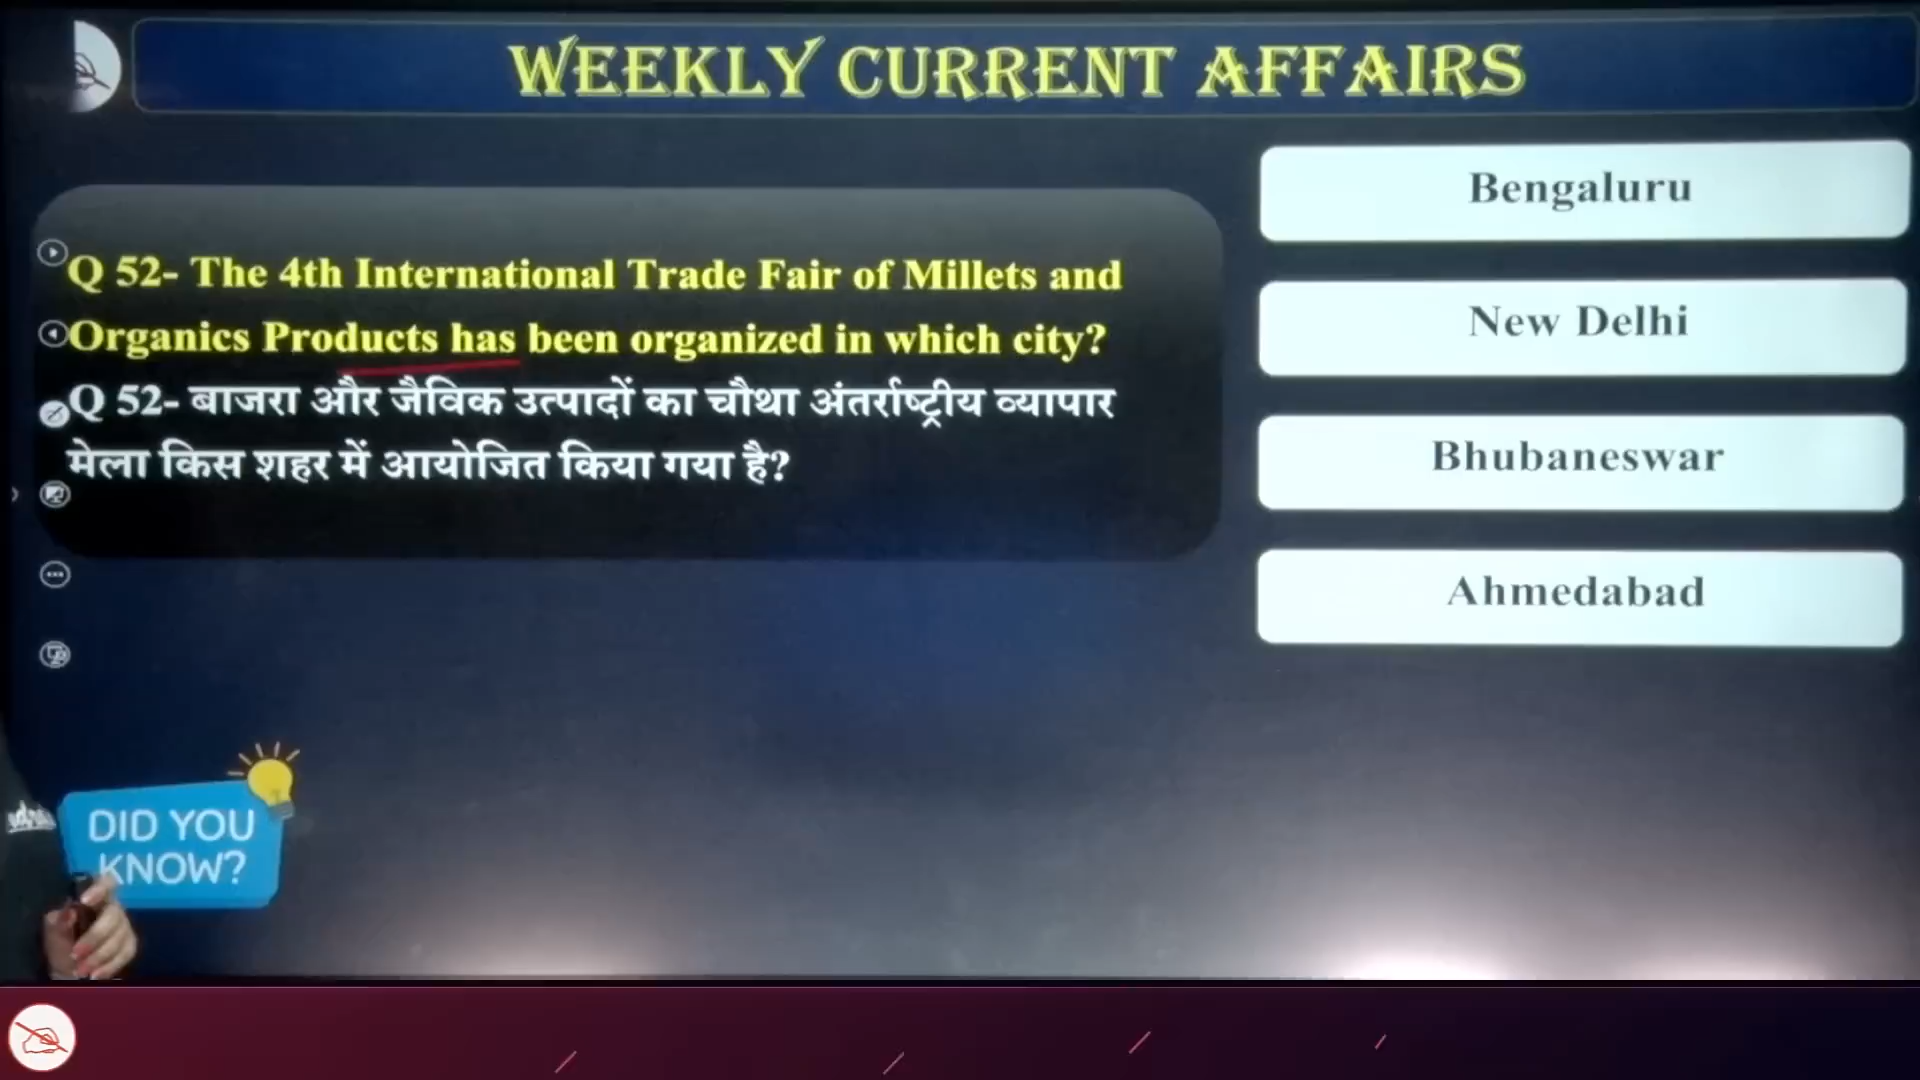 WEEKLY CURRENT AFFAIRS
Q 52- The 4th International Trade Fair of Millets and
Organics Products has been organized in which city?
Q 52- बाजरा और जैविक उत्पादों का चौथा अंतर्राष्ट्रीय व्यापार
मेला किस शहर में आयोजित किया गया है?
Bengaluru
New Delhi
Bhubaneswar
Ahmedabad
DID YOU
KNOW?